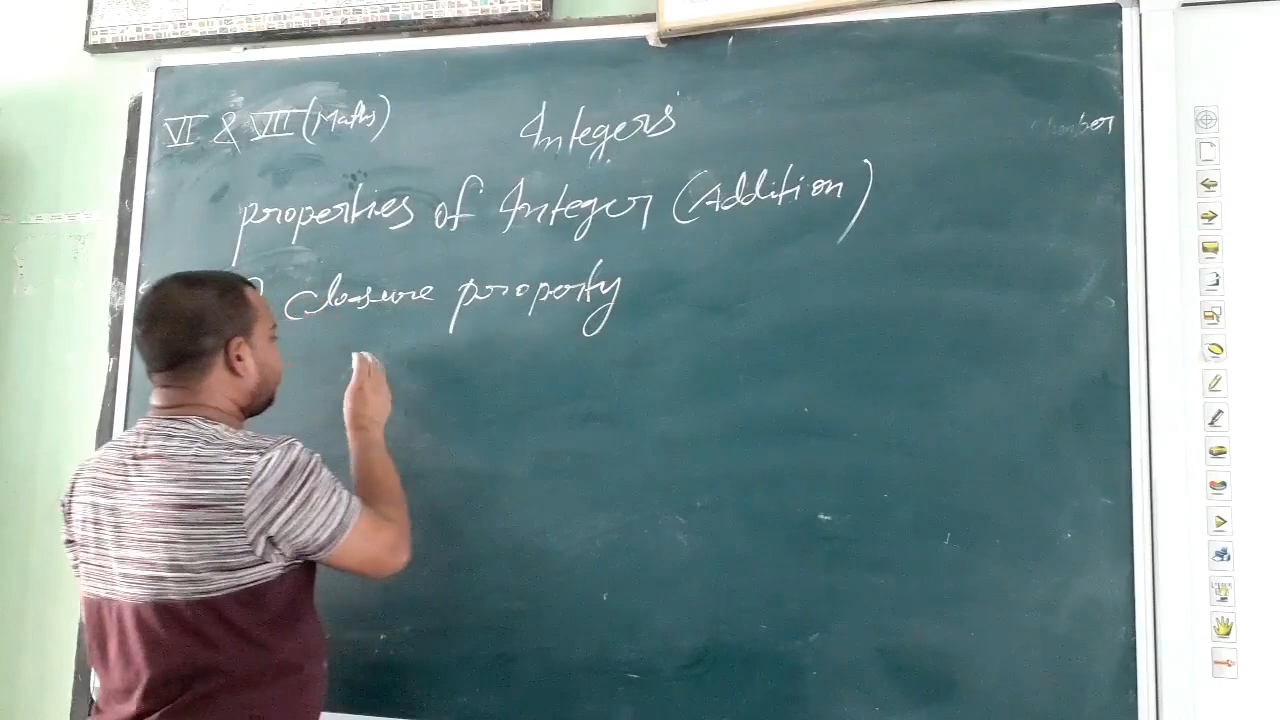 VI & VII (Maths)
Integers
properties of Integer (Addition)
closure property